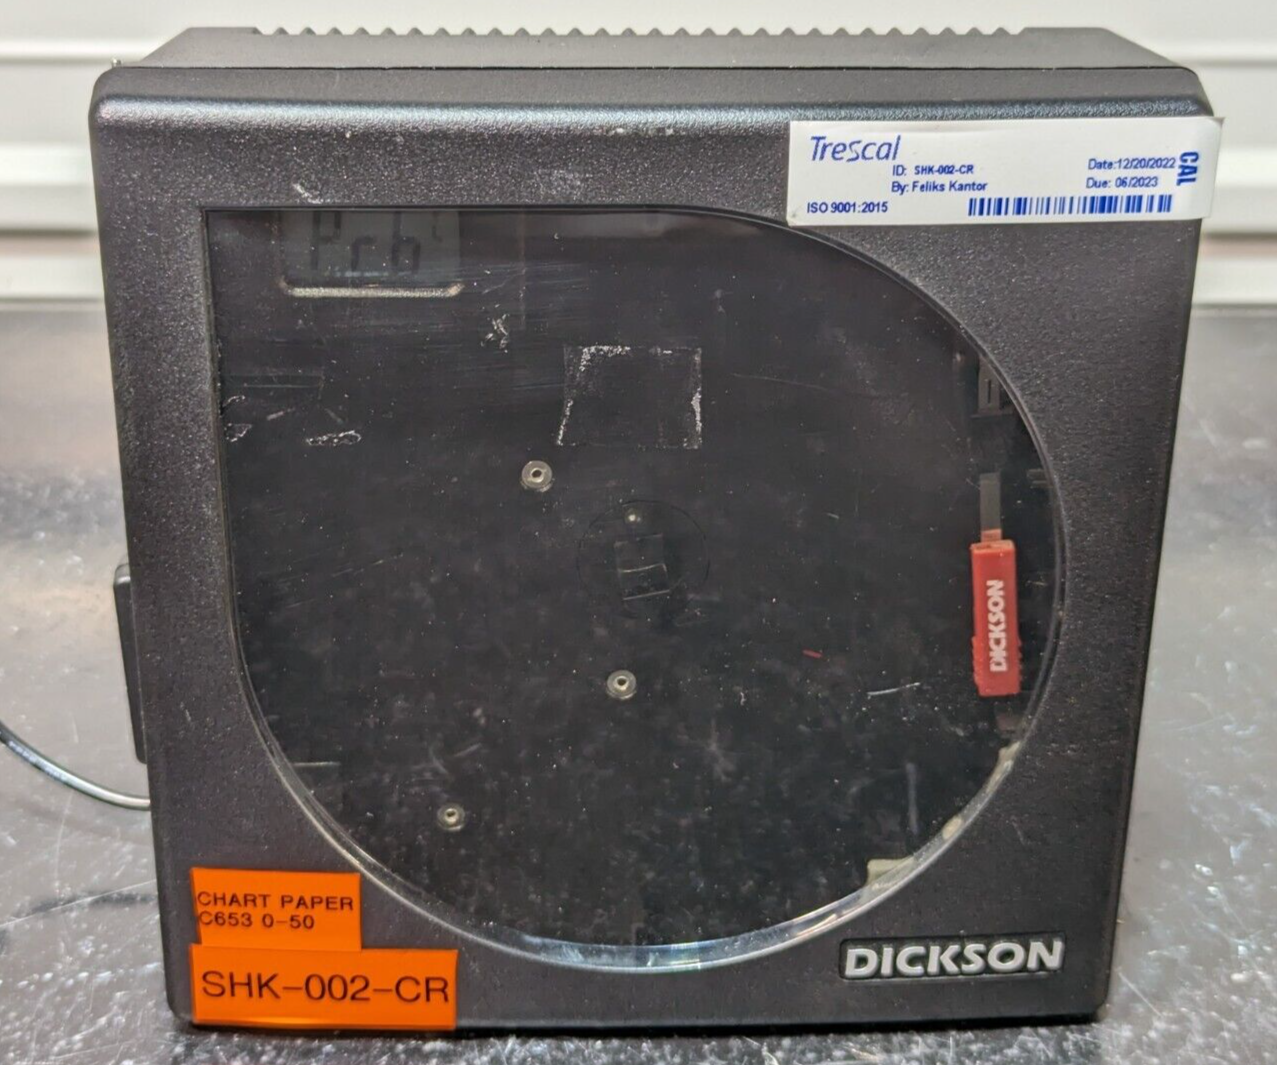 Trescal
ID: SHK-002-CR
Date:12/20/2022
CAL
By: Feliks Kantor
Due: 06/2023
ISO 9001:2015
Prb
DICKSON
CHART PAPER
C653 0-50
SHK-002-CR
DICKSON